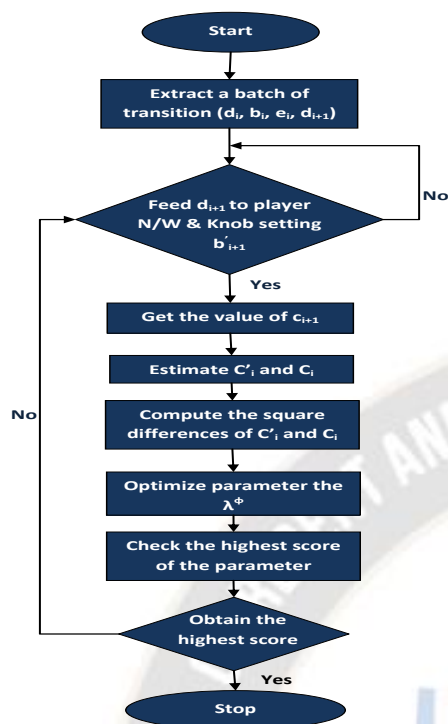 Start
Extract a batch of
transition (dᵢ, bᵢ, eᵢ, dᵢ₊₁)
No
Feed dᵢ₊₁ to player
N/W & Knob setting
b′ᵢ₊₁
Yes
Get the value of cᵢ₊₁
Estimate C′ᵢ and Cᵢ
No
Compute the square
differences of C′ᵢ and Cᵢ
Optimize parameter the
λᶲ
Check the highest score
of the parameter
Obtain the
highest score
Yes
Stop